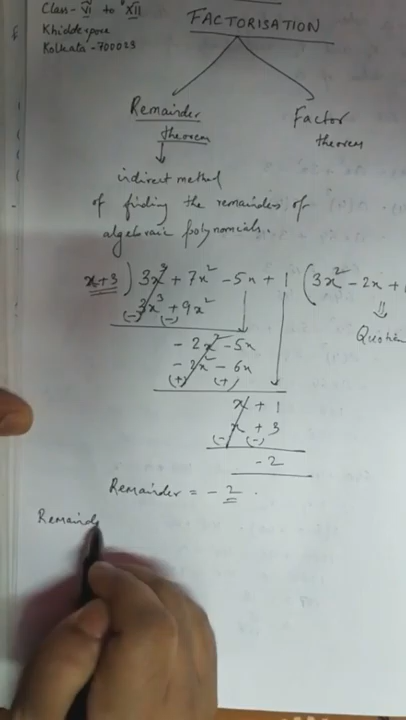 Class- VI to XII
FACTORISATION
Khidderpore
Kolkata - 700023
Remainder theorem
Factor theorem
indirect method
of finding the remainders of
algebraic polynomials.
x+3 ) 3x³ + 7x² - 5x + 1 ( 3x² - 2x +
3x³ + 9x²
(-) (-)
Quotien
- 2x² - 5x
- 2x² - 6x
(+) (+)
x + 1
x + 3
(-) (-)
- 2
Remainder = - 2 .
Remainde